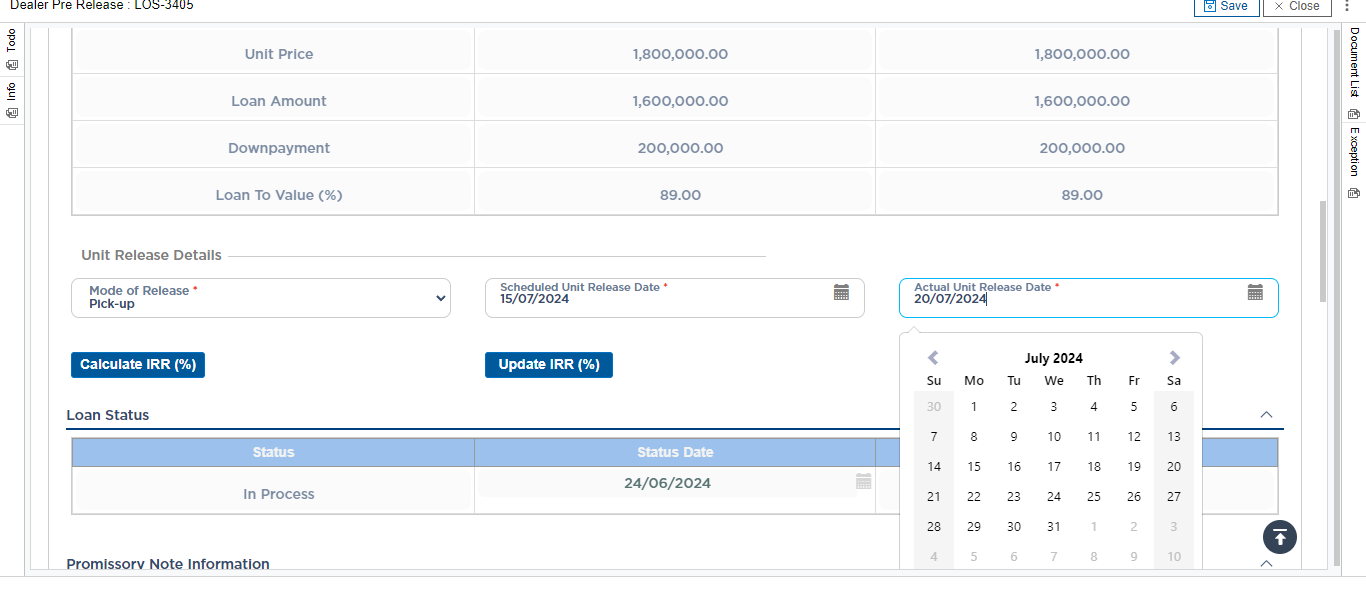 Dealer Pre Release : LOS-3405
Save
Close
Todo
Info
Document List
Exception
Unit Price 1,800,000.00 1,800,000.00
Loan Amount 1,600,000.00 1,600,000.00
Downpayment 200,000.00 200,000.00
Loan To Value (%) 89.00 89.00
Unit Release Details
Mode of Release *
Pick-up
Scheduled Unit Release Date *
15/07/2024
Actual Unit Release Date *
20/07/2024
Calculate IRR (%)
Update IRR (%)
July 2024
Su Mo Tu We Th Fr Sa
30 1 2 3 4 5 6
7 8 9 10 11 12 13
14 15 16 17 18 19 20
21 22 23 24 25 26 27
28 29 30 31 1 2 3
4 5 6 7 8 9 10
Loan Status
Status Status Date
In Process 24/06/2024
Promissory Note Information